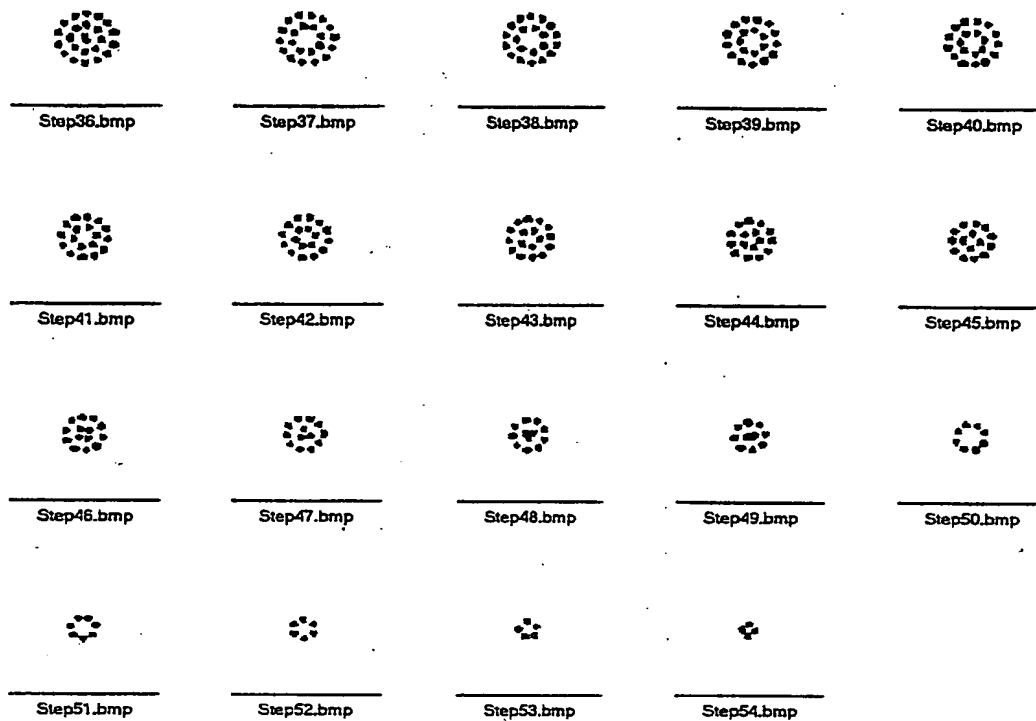 Step36.bmp Step37.bmp Step38.bmp Step39.bmp Step40.bmp
Step41.bmp Step42.bmp Step43.bmp Step44.bmp Step45.bmp
Step46.bmp Step47.bmp Step48.bmp Step49.bmp Step50.bmp
Step51.bmp Step52.bmp Step53.bmp Step54.bmp